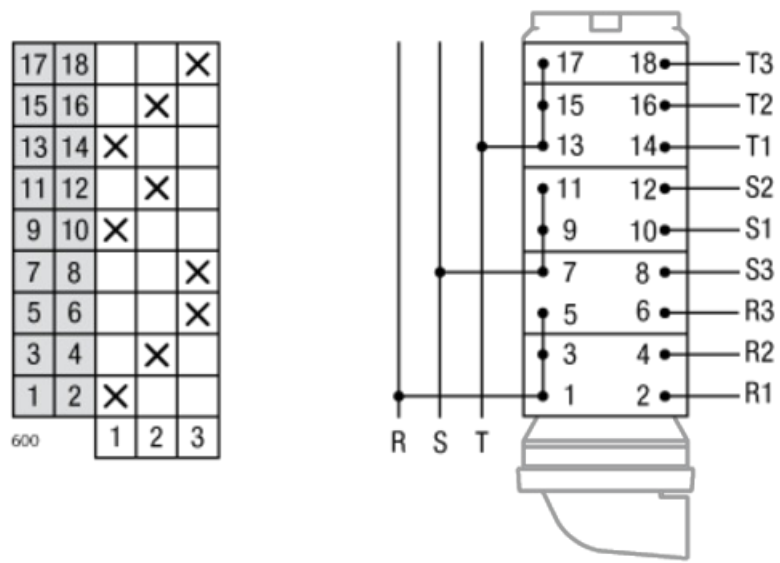 17 18 X
15 16 X
13 14 X
11 12 X
9 10 X
7 8 X
5 6 X
3 4 X
1 2 X
600 1 2 3
17 18 T3
15 16 T2
13 14 T1
11 12 S2
9 10 S1
7 8 S3
5 6 R3
3 4 R2
1 2 R1
R S T